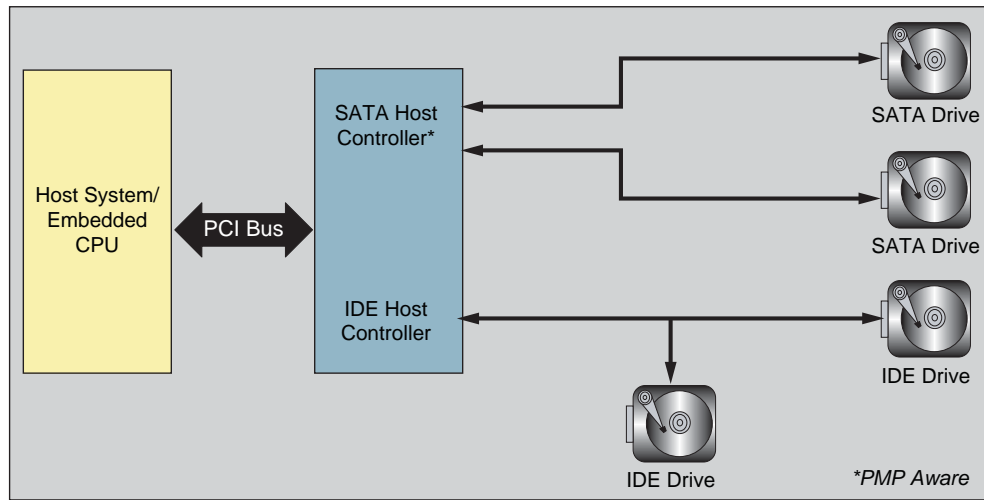 Host System/
Embedded
CPU
PCI Bus
SATA Host
Controller*
IDE Host
Controller
SATA Drive
SATA Drive
IDE Drive
IDE Drive
*PMP Aware